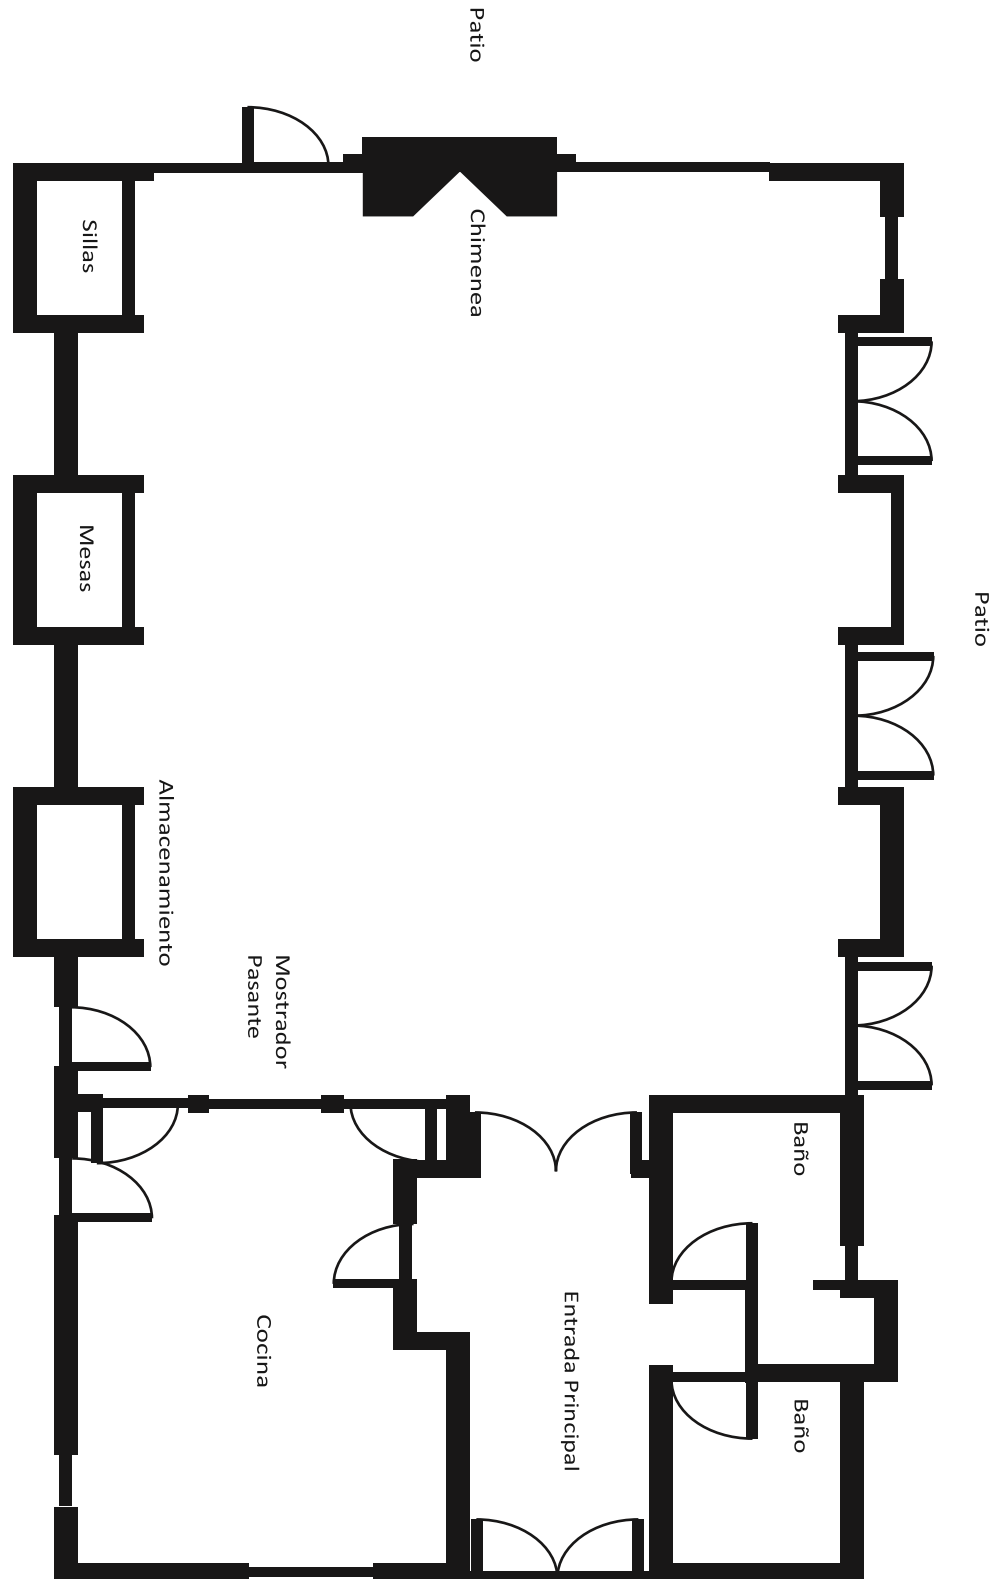 Patio
Chimenea
Sillas
Mesas
Patio
Almacenamiento
Mostrador
Pasante
Baño
Entrada Principal
Cocina
Baño